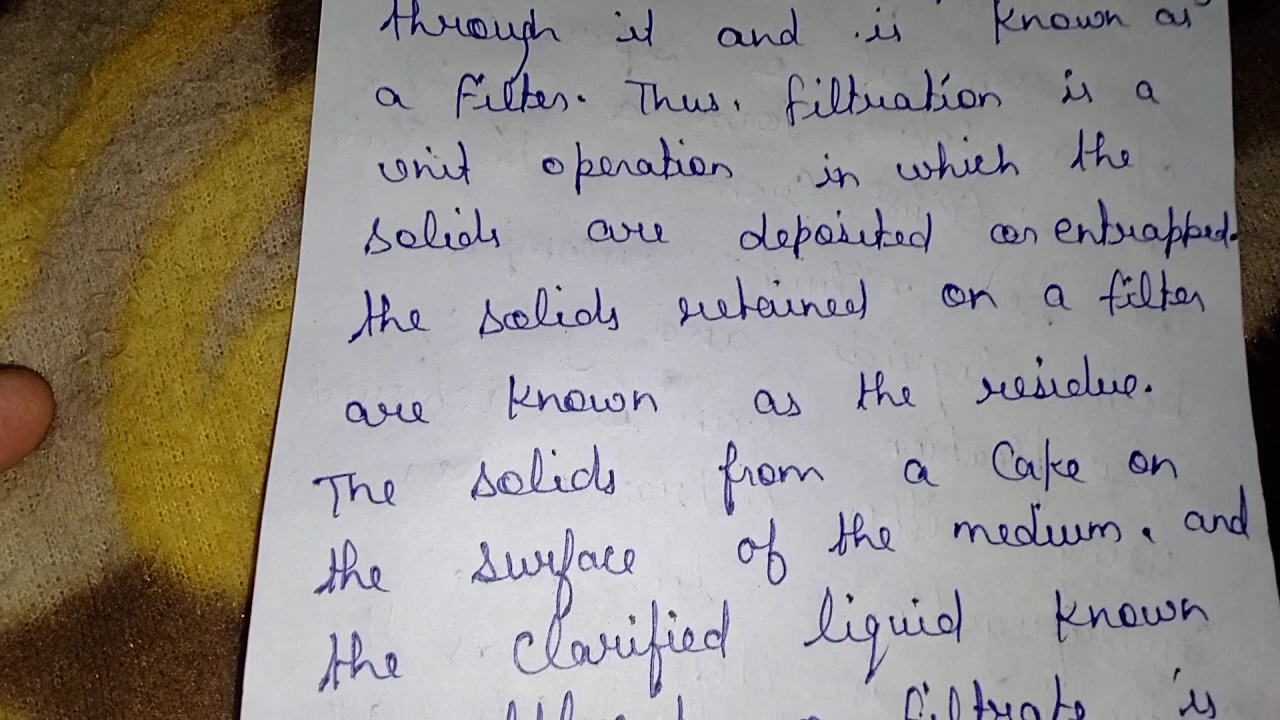 through it and is known as
a filter. Thus, filtration is a
unit operation in which the
solids are deposited or entrapped.
the solids retained on a filter
are known as the residue.
The solids from a Cake on
the surface of the medium, and
the clarified liquid known
filtrate is